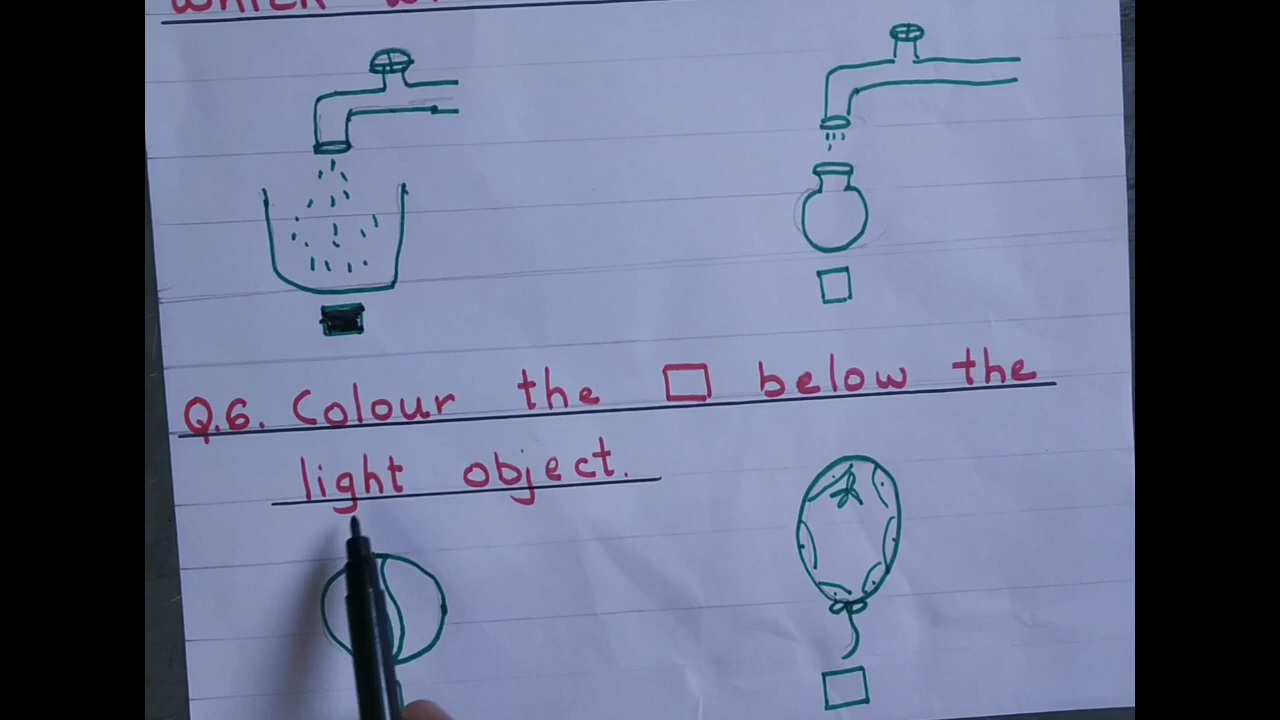 Q.6. Colour the □ below the
light object.